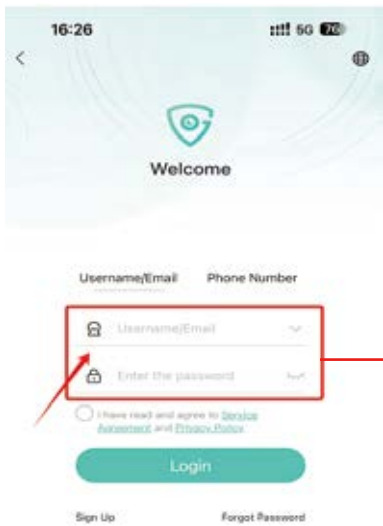 16:26
5G 76
Welcome
Username/Email Phone Number
Username/Email
Enter the password
I have read and agree to Service
Agreement and Privacy Policy
Login
Sign Up Forgot Password